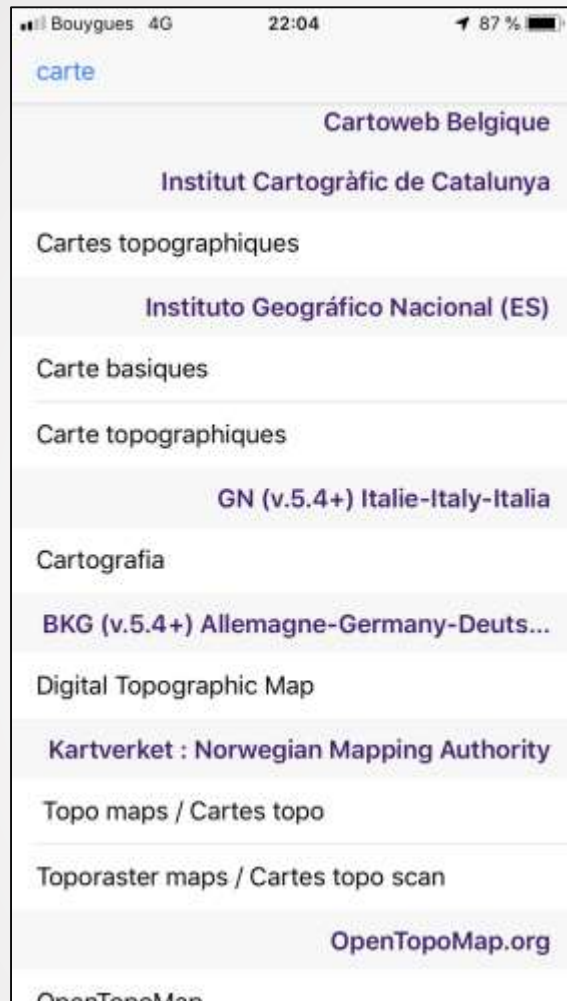 Bouygues 4G 22:04 87 %
carte
Cartoweb Belgique
Institut Cartogràfic de Catalunya
Cartes topographiques
Instituto Geográfico Nacional (ES)
Carte basiques
Carte topographiques
GN (v.5.4+) Italie-Italy-Italia
Cartografia
BKG (v.5.4+) Allemagne-Germany-Deuts...
Digital Topographic Map
Kartverket : Norwegian Mapping Authority
Topo maps / Cartes topo
Toporaster maps / Cartes topo scan
OpenTopoMap.org
OpenTopoMap